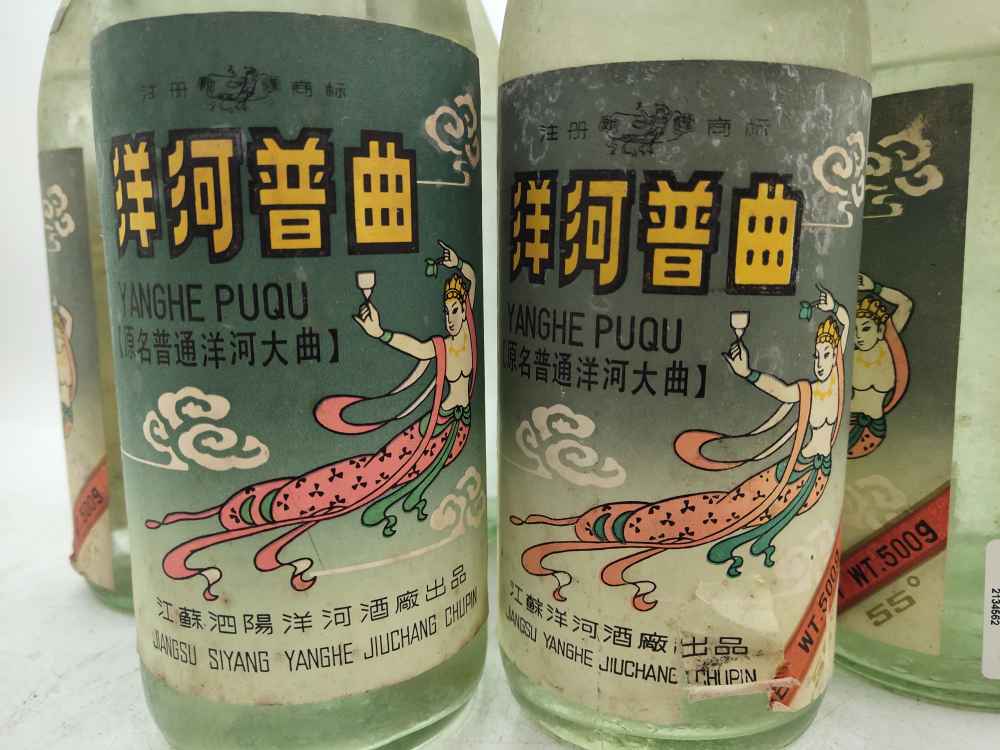 注册 商标
洋河普曲
YANGHE PUQU
【原名普通洋河大曲】
江蘇泗陽洋河酒廠出品
JIANGSU SIYANG YANGHE JIUCHANG CHUPIN
500g
注册 商标
洋河普曲
YANGHE PUQU
【原名普通洋河大曲】
江蘇洋河酒廠出品
JIANGSU YANGHE JIUCHANG CHUPIN
WT.500g
WT.500g
55°
2134662